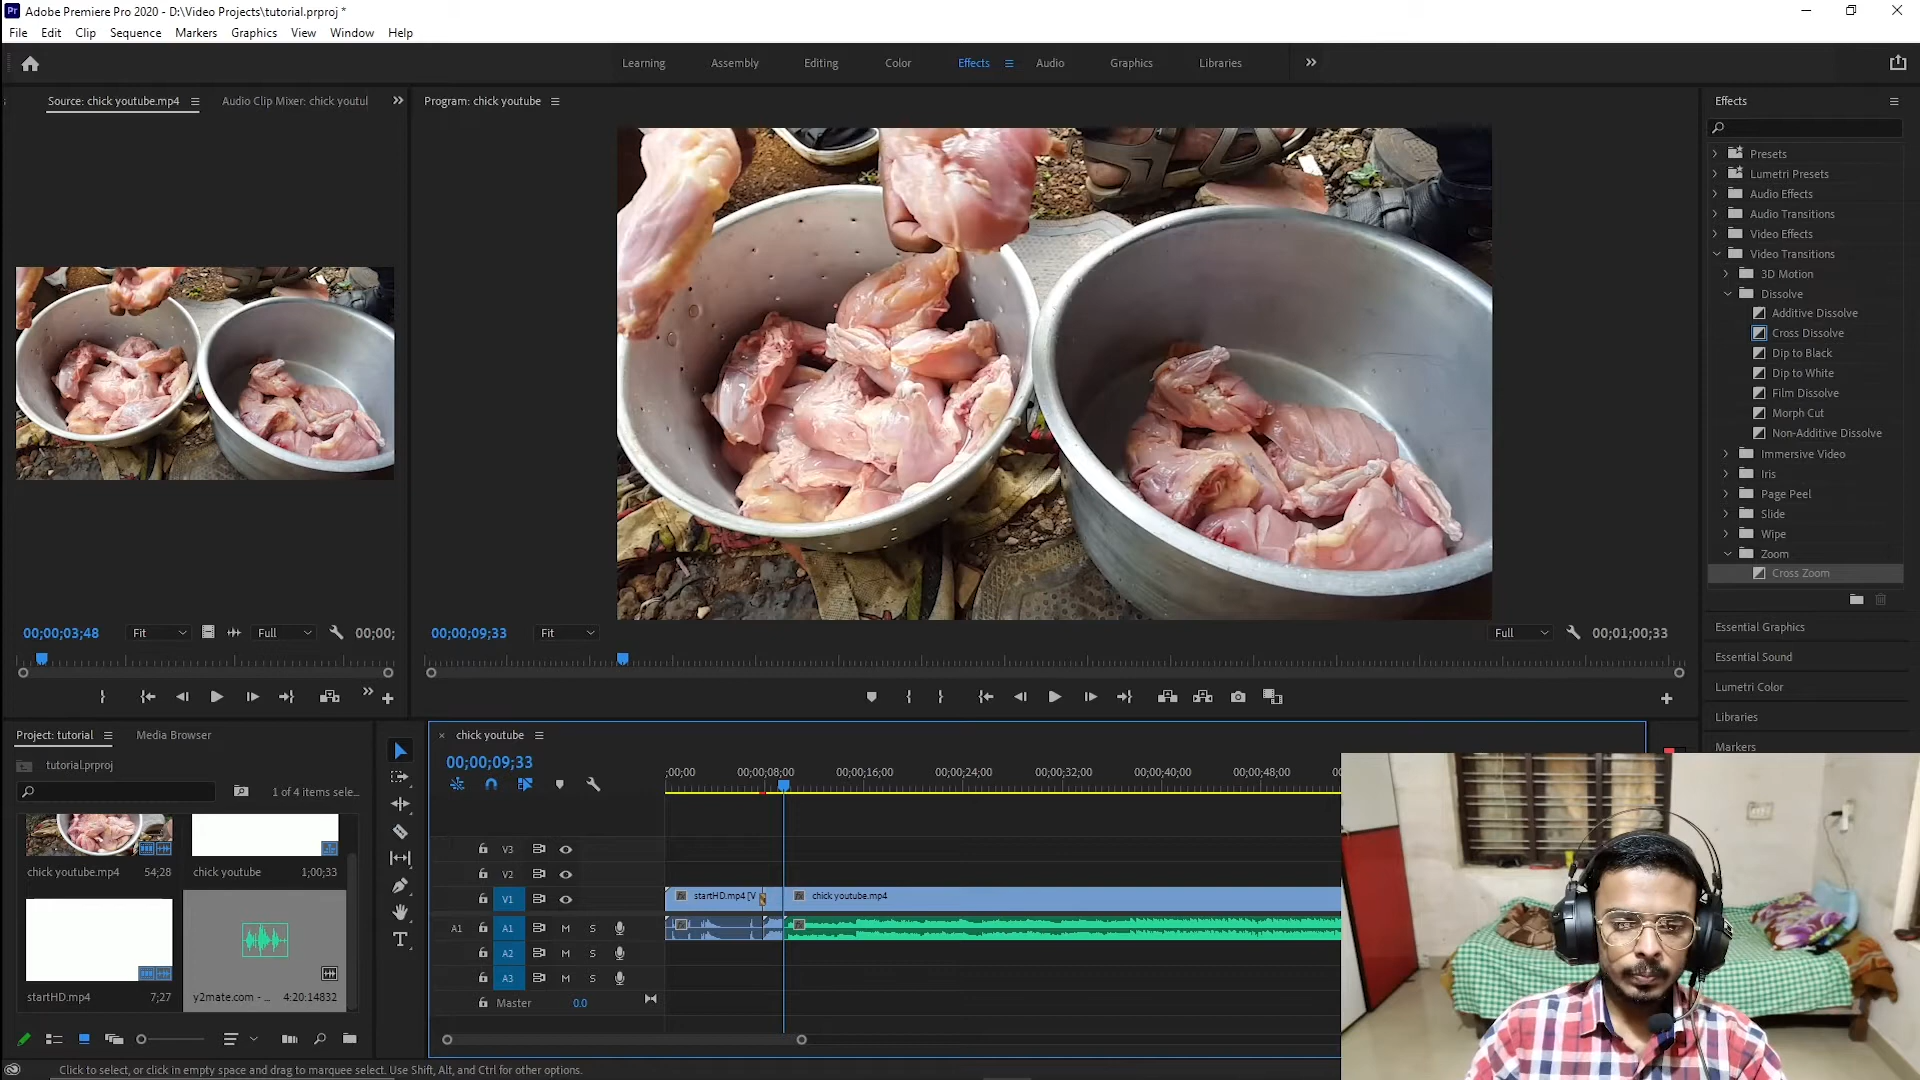 Pr Adobe Premiere Pro 2020 - D:\Video Projects\tutorial.prproj *
File Edit Clip Sequence Markers Graphics View Window Help
Learning Assembly Editing Color Effects Audio Graphics Libraries
Source: chick youtube.mp4 Audio Clip Mixer: chick youtul
Program: chick youtube
Effects
Presets
Lumetri Presets
Audio Effects
Audio Transitions
Video Effects
Video Transitions
3D Motion
Dissolve
Additive Dissolve
Cross Dissolve
Dip to Black
Dip to White
Film Dissolve
Morph Cut
Non-Additive Dissolve
Immersive Video
Iris
Page Peel
Slide
Wipe
Zoom
Cross Zoom
00;00;03;48 Fit Full 00;00;
00;00;09;33 Fit Full 00;01;00;33
Essential Graphics
Essential Sound
Lumetri Color
Libraries
Markers
Project: tutorial Media Browser
tutorial.prproj
1 of 4 items sele...
chick youtube.mp4 54;28
chick youtube 1;00;33
startHD.mp4 7;27
y2mate.com - ... 4:20:14832
chick youtube
00;00;09;33
;00;00 00;00;08;00 00;00;16;00 00;00;24;00 00;00;32;00 00;00;40;00 00;00;48;00
V3
V2
V1 startHD.mp4 [V chick youtube.mp4
A1 A1 M S
A2 M S
A3 M S
Master 0.0
Click to select, or click in empty space and drag to marquee select. Use Shift, Alt, and Ctrl for other options.